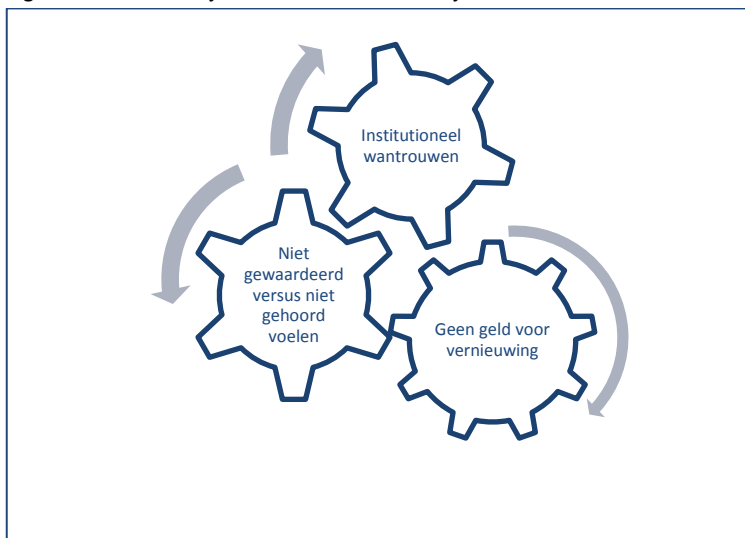 Institutioneel
wantrouwen
Niet
gewaardeerd
versus niet
gehoord
voelen
Geen geld voor
vernieuwing